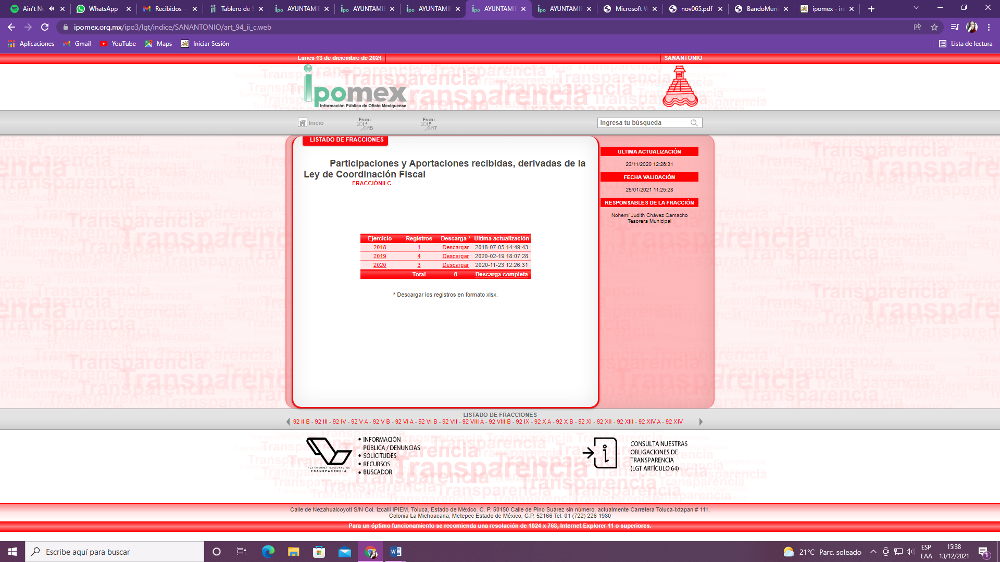 Ain't No
WhatsApp
Recibidos -
Tablero de S
AYUNTAMIE
AYUNTAMIE
AYUNTAMIE
AYUNTAMIE
AYUNTAMIE
Microsoft W
nov065.pdf
BandoMuni
ipomex - in
ipomex.org.mx/ipo3/lgt/indice/SANANTONIO/art_94_ii_c.web
Aplicaciones
Gmail
YouTube
Maps
Iniciar Sesión
Lista de lectura
Lunes 13 de diciembre de 2021
SANANTONIO
ipomex
Información Pública de Oficio Mexiquense
Inicio
Fracc.
2015
Fracc.
2017
Ingresa tu búsqueda
LISTADO DE FRACCIONES
Participaciones y Aportaciones recibidas, derivadas de la
Ley de Coordinación Fiscal
FRACCIÓNII C
Ejercicio Registros Descarga * Ultima actualización
2018 1 Descargar 2018-07-05 14:49:43
2019 4 Descargar 2020-02-19 18:07:28
2020 3 Descargar 2020-11-23 12:26:31
Total 8 Descarga completa
* Descargar los registros en formato xlsx.
ULTIMA ACTUALIZACIÓN
23/11/2020 12:26:31
FECHA VALIDACIÓN
25/01/2021 11:25:28
RESPONSABLES DE LA FRACCIÓN
Nohemí Judith Chávez Camacho
Tesorera Municipal
LISTADO DE FRACCIONES
92 II B - 92 III - 92 IV - 92 V A - 92 V B - 92 VI A - 92 VI B - 92 VII - 92 VIII A - 92 VIII B - 92 IX - 92 X A - 92 X B - 92 XI - 92 XII - 92 XIII - 92 XIV A - 92 XIV
PLATAFORMA NACIONAL DE
TRANSPARENCIA
• INFORMACIÓN
PÚBLICA / DENUNCIAS
• SOLICITUDES
• RECURSOS
• BUSCADOR
CONSULTA NUESTRAS
OBLIGACIONES DE
TRANSPARENCIA
(LGT ARTÍCULO 64)
Calle de Nezahualcoyotl S/N Col. Izcalli IPIEM, Toluca, Estado de México. C. P. 50150 Calle de Pino Suárez sin número, actualmente Carretera Toluca-Ixtapan # 111,
Colonia La Michoacana; Metepec Estado de México, C.P. 52166 Tel: 01 (722) 226 1980
Para un óptimo funcionamiento se recomienda una resolución de 1024 x 768, Internet Explorer 11 o superiores.
Escribe aquí para buscar
21°C Parc. soleado
ESP
LAA
15:38
13/12/2021
1